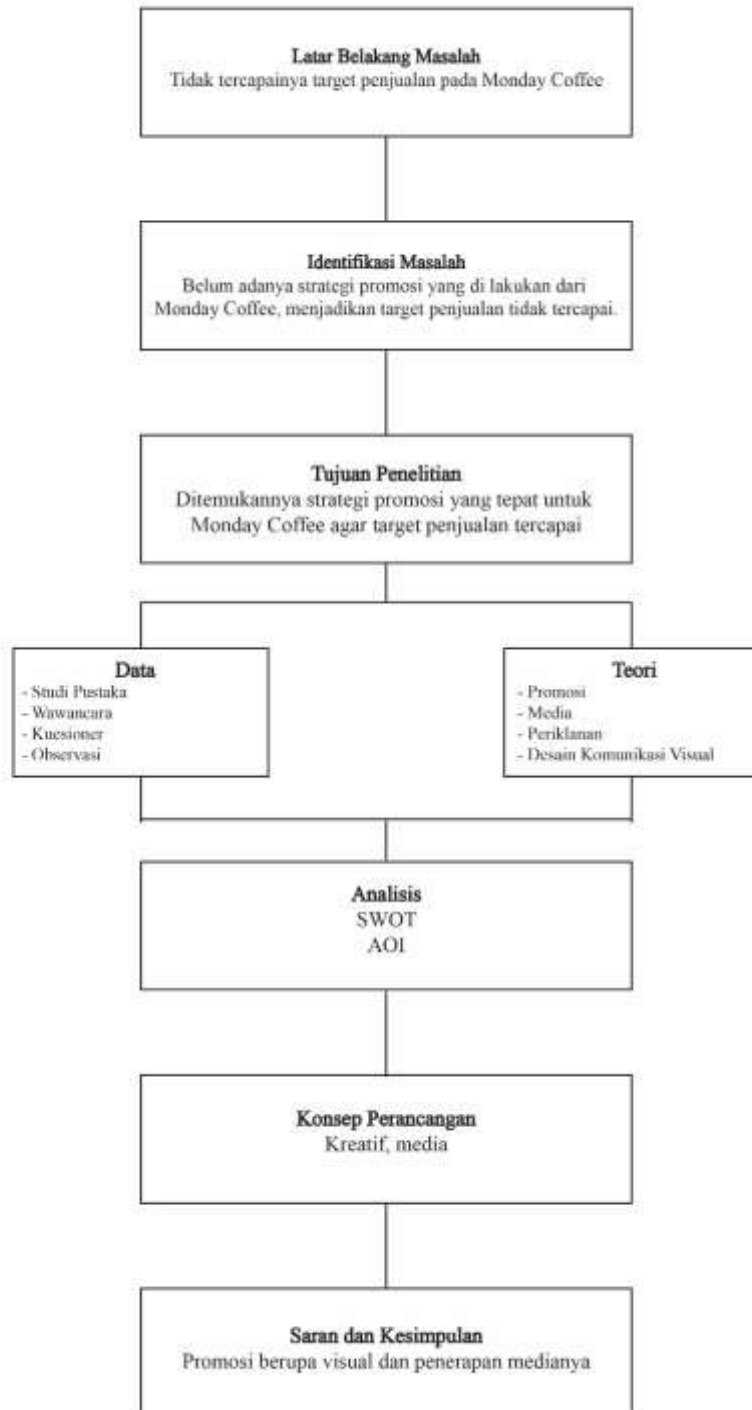 Latar Belakang Masalah
Tidak tercapainya target penjualan pada Monday Coffee
Identifikasi Masalah
Belum adanya strategi promosi yang di lakukan dari
Monday Coffee, menjadikan target penjualan tidak tercapai.
Tujuan Penelitian
Ditemukannya strategi promosi yang tepat untuk
Monday Coffee agar target penjualan tercapai
Data
- Studi Pustaka
- Wawancara
- Kuesioner
- Observasi
Teori
- Promosi
- Media
- Periklanan
- Desain Komunikasi Visual
Analisis
SWOT
AOI
Konsep Perancangan
Kreatif, media
Saran dan Kesimpulan
Promosi berupa visual dan penerapan medianya